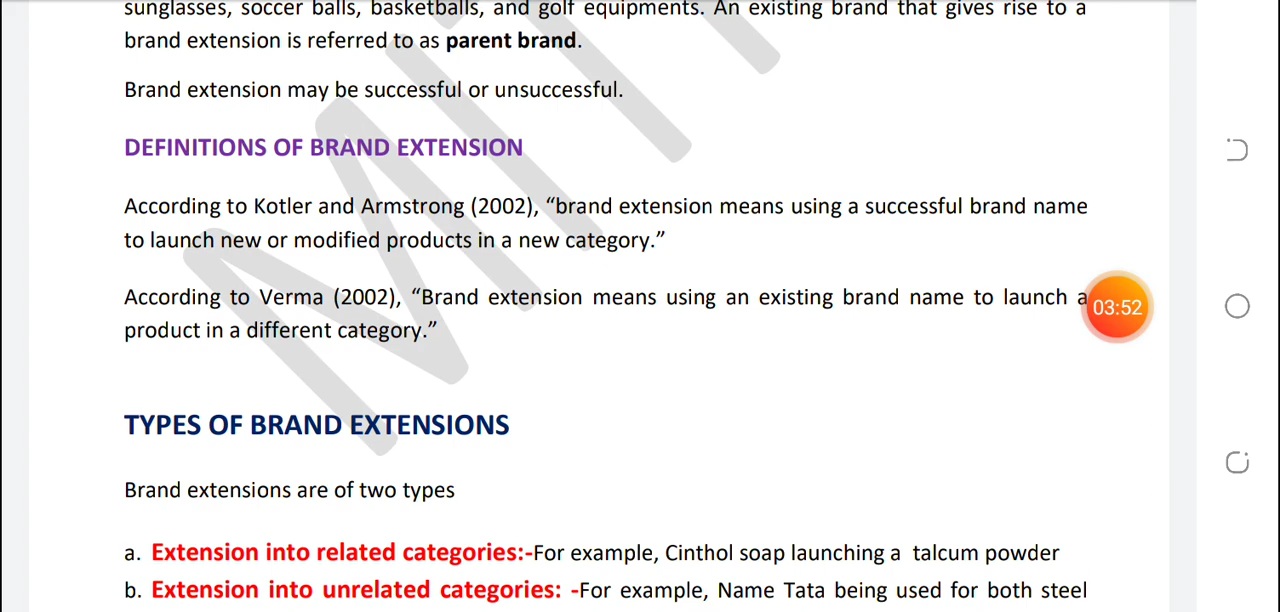 sunglasses, soccer balls, basketballs, and golf equipments. An existing brand that gives rise to a
brand extension is referred to as parent brand.
Brand extension may be successful or unsuccessful.
DEFINITIONS OF BRAND EXTENSION
According to Kotler and Armstrong (2002), “brand extension means using a successful brand name
to launch new or modified products in a new category.”
According to Verma (2002), “Brand extension means using an existing brand name to launch a
product in a different category.”
03:52
TYPES OF BRAND EXTENSIONS
Brand extensions are of two types
a. Extension into related categories:-For example, Cinthol soap launching a talcum powder
b. Extension into unrelated categories: -For example, Name Tata being used for both steel